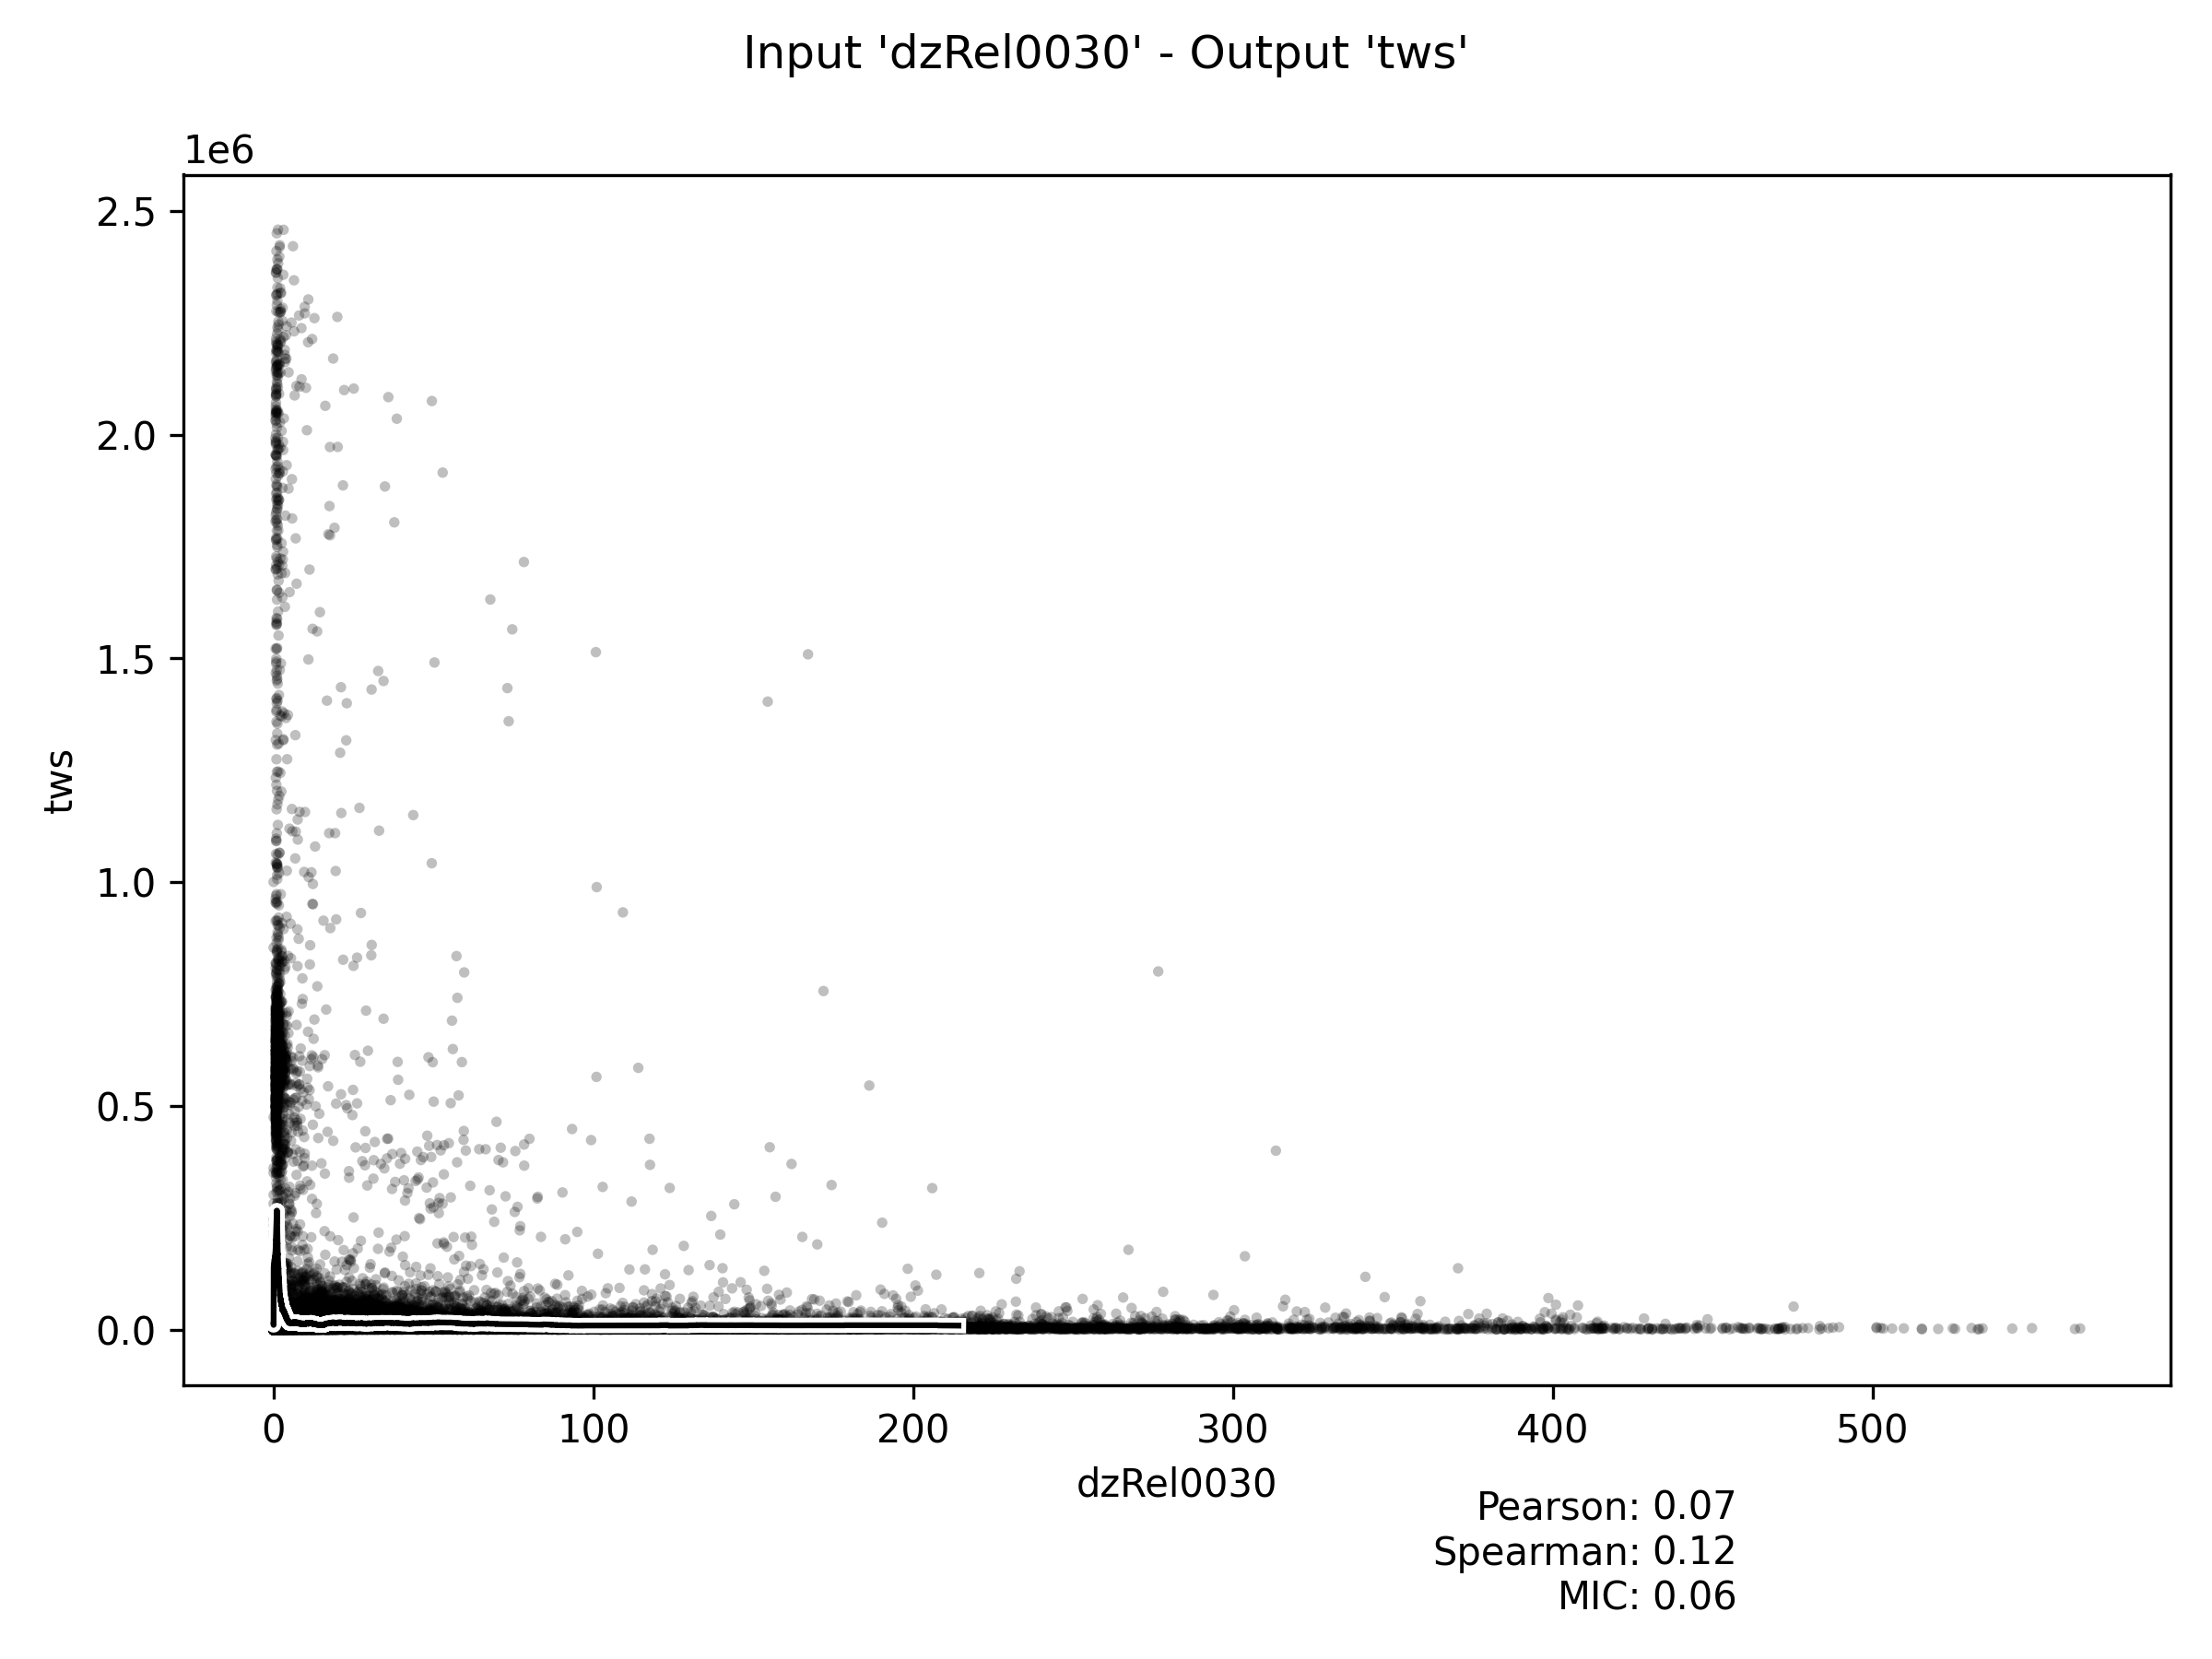 Input 'dzRel0030' - Output 'tws'
1e6
2.5
2.0
1.5
1.0
0.5
0.0
tws
0 100 200 300 400 500
dzRel0030
Pearson: 0.07
Spearman: 0.12
MIC: 0.06